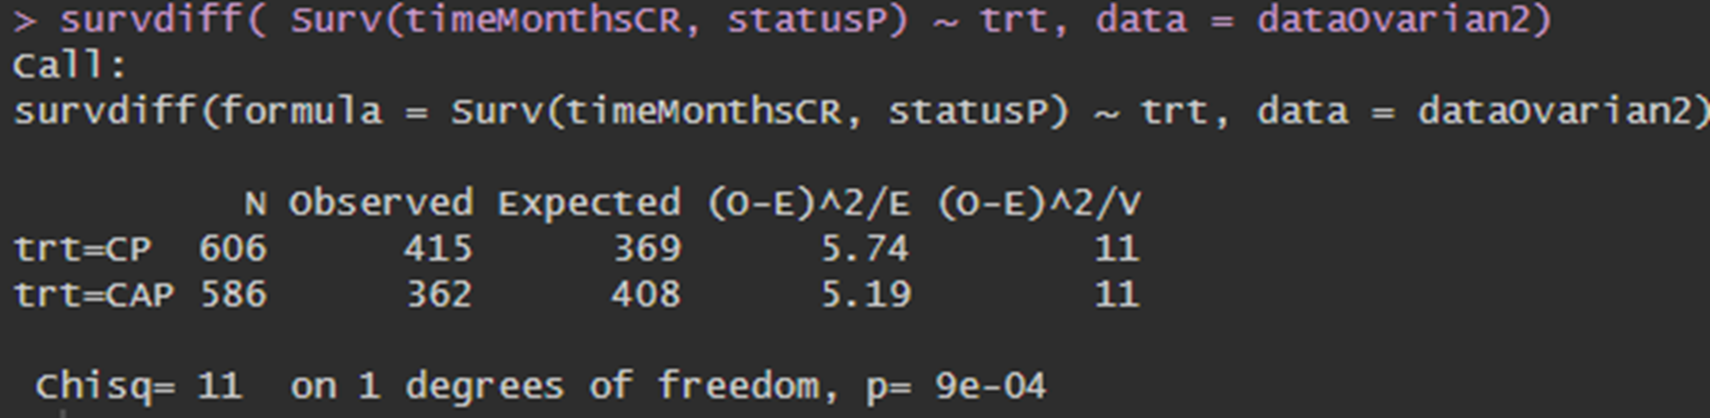 > survdiff( Surv(timeMonthsCR, statusP) ~ trt, data = dataOvarian2)
Call:
survdiff(formula = Surv(timeMonthsCR, statusP) ~ trt, data = dataOvarian2)
N Observed Expected (O-E)^2/E (O-E)^2/V
trt=CP 606 415 369 5.74 11
trt=CAP 586 362 408 5.19 11
Chisq= 11 on 1 degrees of freedom, p= 9e-04